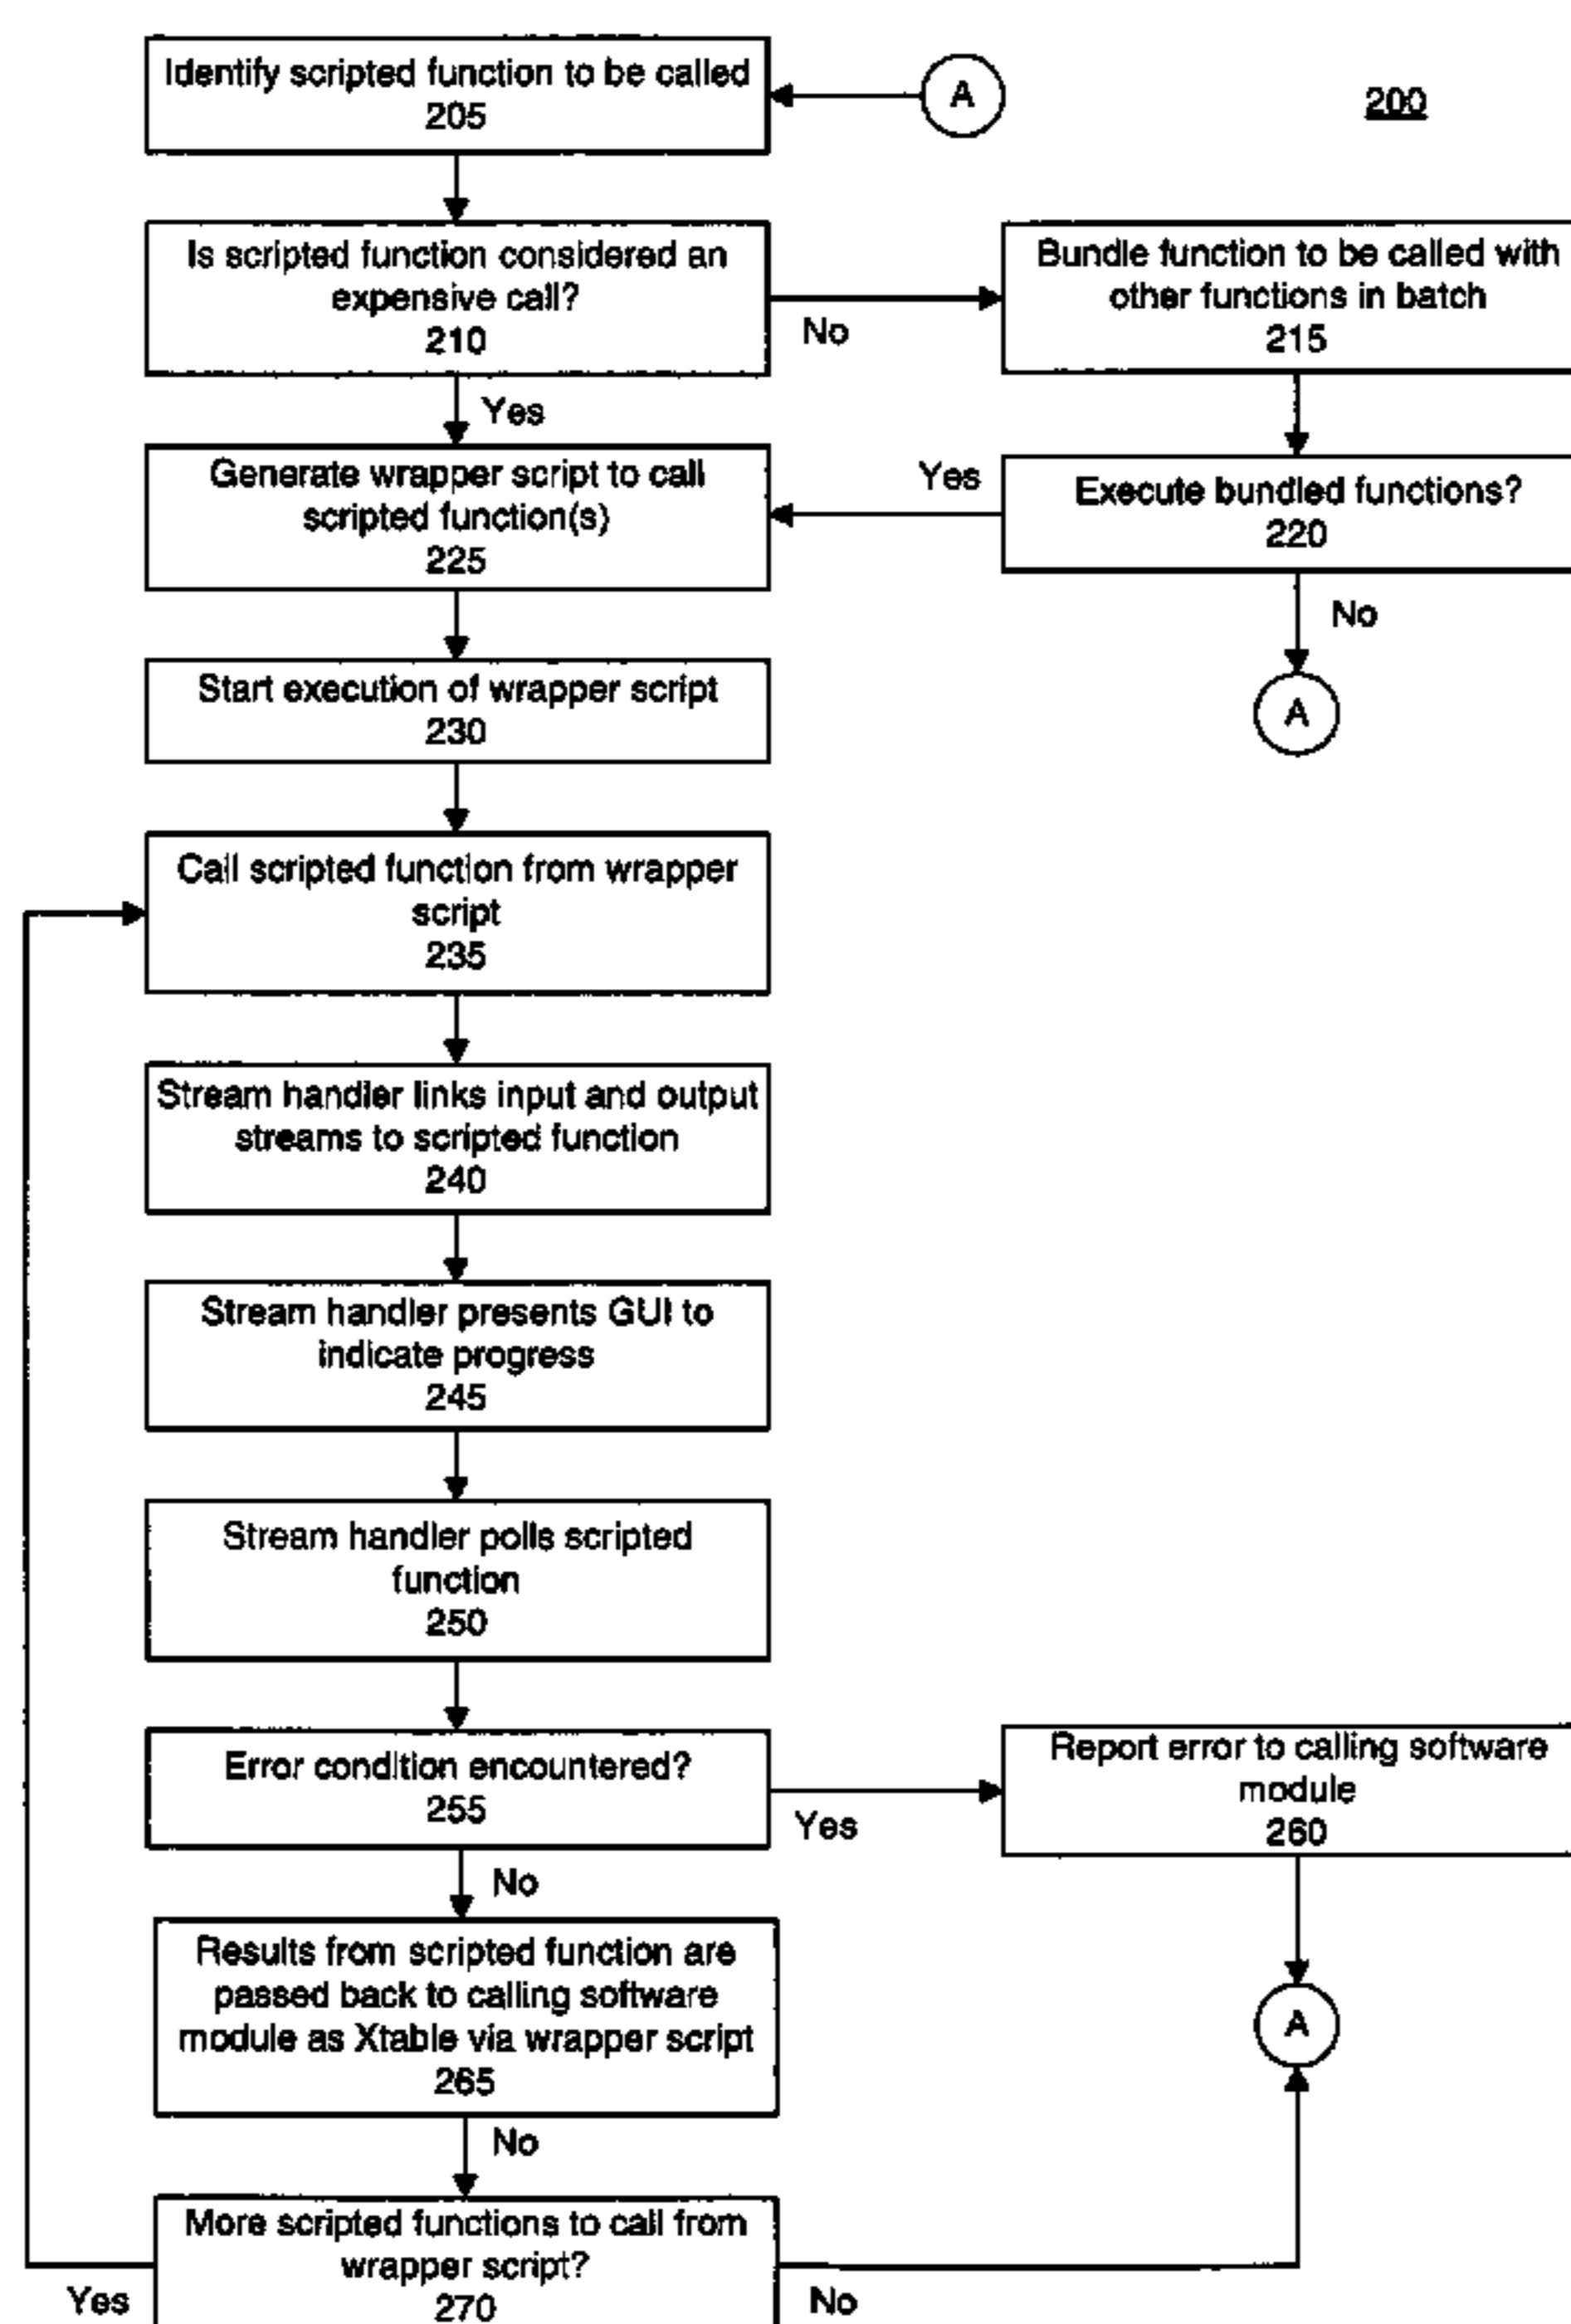 Identify scripted function to be called
205
A
200
Is scripted function considered an
expensive call?
210
No
Bundle function to be called with
other functions in batch
215
Yes
Generate wrapper script to call
scripted function(s)
225
Yes
Execute bundled functions?
220
No
A
Start execution of wrapper script
230
Call scripted function from wrapper
script
235
Stream handler links input and output
streams to scripted function
240
Stream handler presents GUI to
indicate progress
245
Stream handler polls scripted
function
250
Error condition encountered?
255
Yes
Report error to calling software
module
260
No
A
Results from scripted function are
passed back to calling software
module as Xtable via wrapper script
265
No
More scripted functions to call from
wrapper script?
270
Yes
No